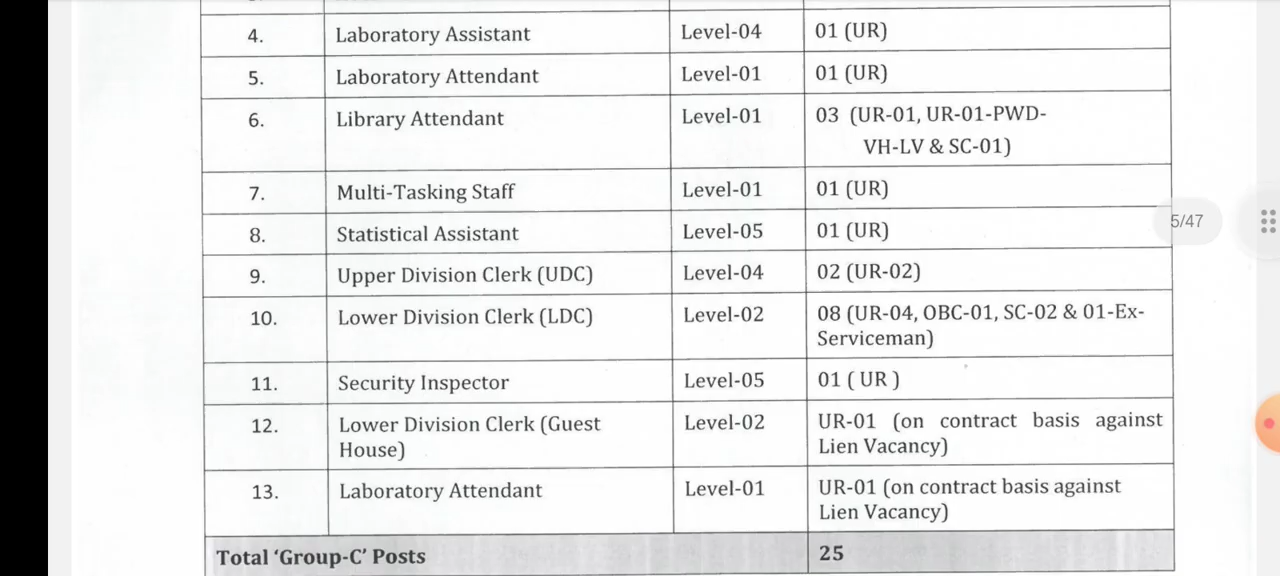 4. Laboratory Assistant Level-04 01 (UR)
5. Laboratory Attendant Level-01 01 (UR)
6. Library Attendant Level-01 03 (UR-01, UR-01-PWD-
VH-LV & SC-01)
7. Multi-Tasking Staff Level-01 01 (UR)
8. Statistical Assistant Level-05 01 (UR)
9. Upper Division Clerk (UDC) Level-04 02 (UR-02)
10. Lower Division Clerk (LDC) Level-02 08 (UR-04, OBC-01, SC-02 & 01-Ex-
Serviceman)
11. Security Inspector Level-05 01 ( UR )
12. Lower Division Clerk (Guest Level-02 UR-01 (on contract basis against
House) Lien Vacancy)
13. Laboratory Attendant Level-01 UR-01 (on contract basis against
Lien Vacancy)
Total ‘Group-C’ Posts 25
5/47